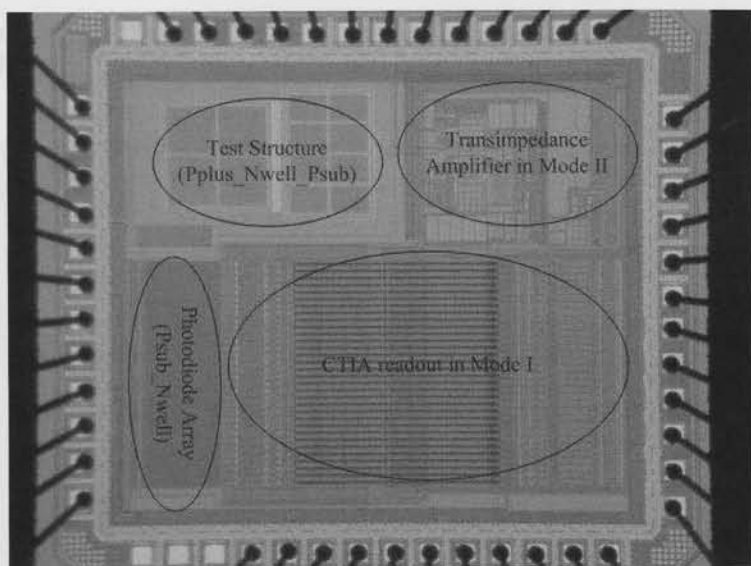 Test Structure
(Pplus_Nwell_Psub)
Transimpedance
Amplifier in Mode II
Photodiode Array
(Psub_Nwell)
CTIA readout in Mode I